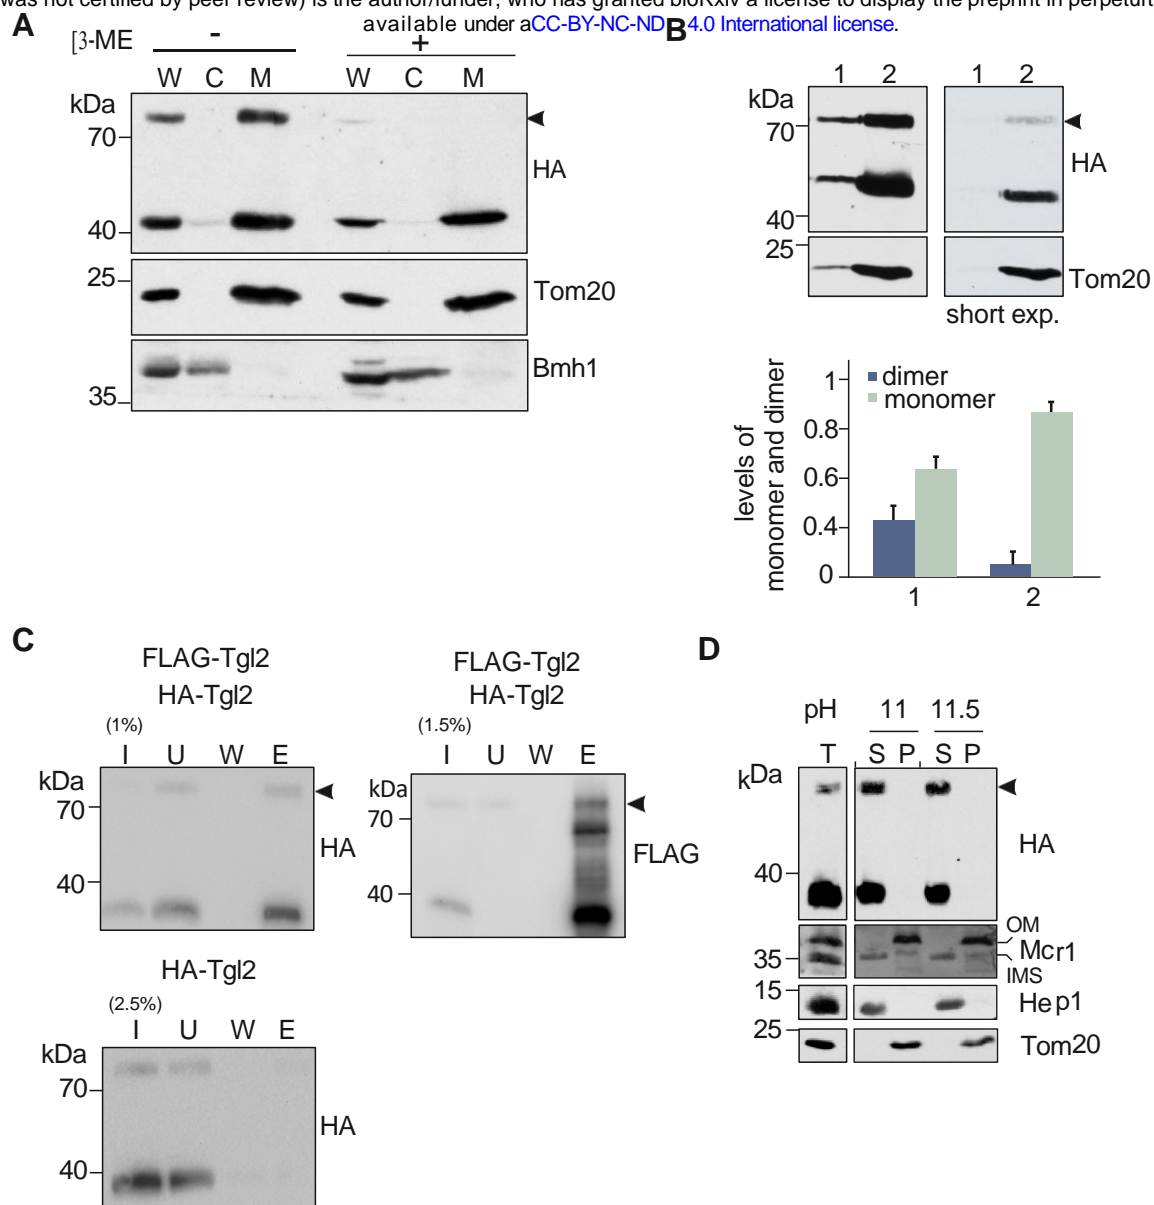 was not certified by peer review) is the author/funder, who has granted bioRxiv a license to display the preprint in perpetuit
available under aCC-BY-NC-ND 4.0 International license.
A
[3-ME - +
W C M W C M
kDa
70
HA
40
25
Tom20
Bmh1
35
B
1 2 1 2
kDa
70
HA
40
25
Tom20
short exp.
levels of
monomer and dimer
1
0.8
0.6
0.4
0
dimer
monomer
1 2
C
FLAG-Tgl2
HA-Tgl2
(1%)
I U W E
kDa
70
HA
40
FLAG-Tgl2
HA-Tgl2
(1.5%)
I U W E
kDa
70
FLAG
40
HA-Tgl2
(2.5%)
I U W E
kDa
70
HA
40
D
pH 11 11.5
T S P S P
kDa
HA
40
OM
Mcr1
35
IMS
15
Hep1
25
Tom20